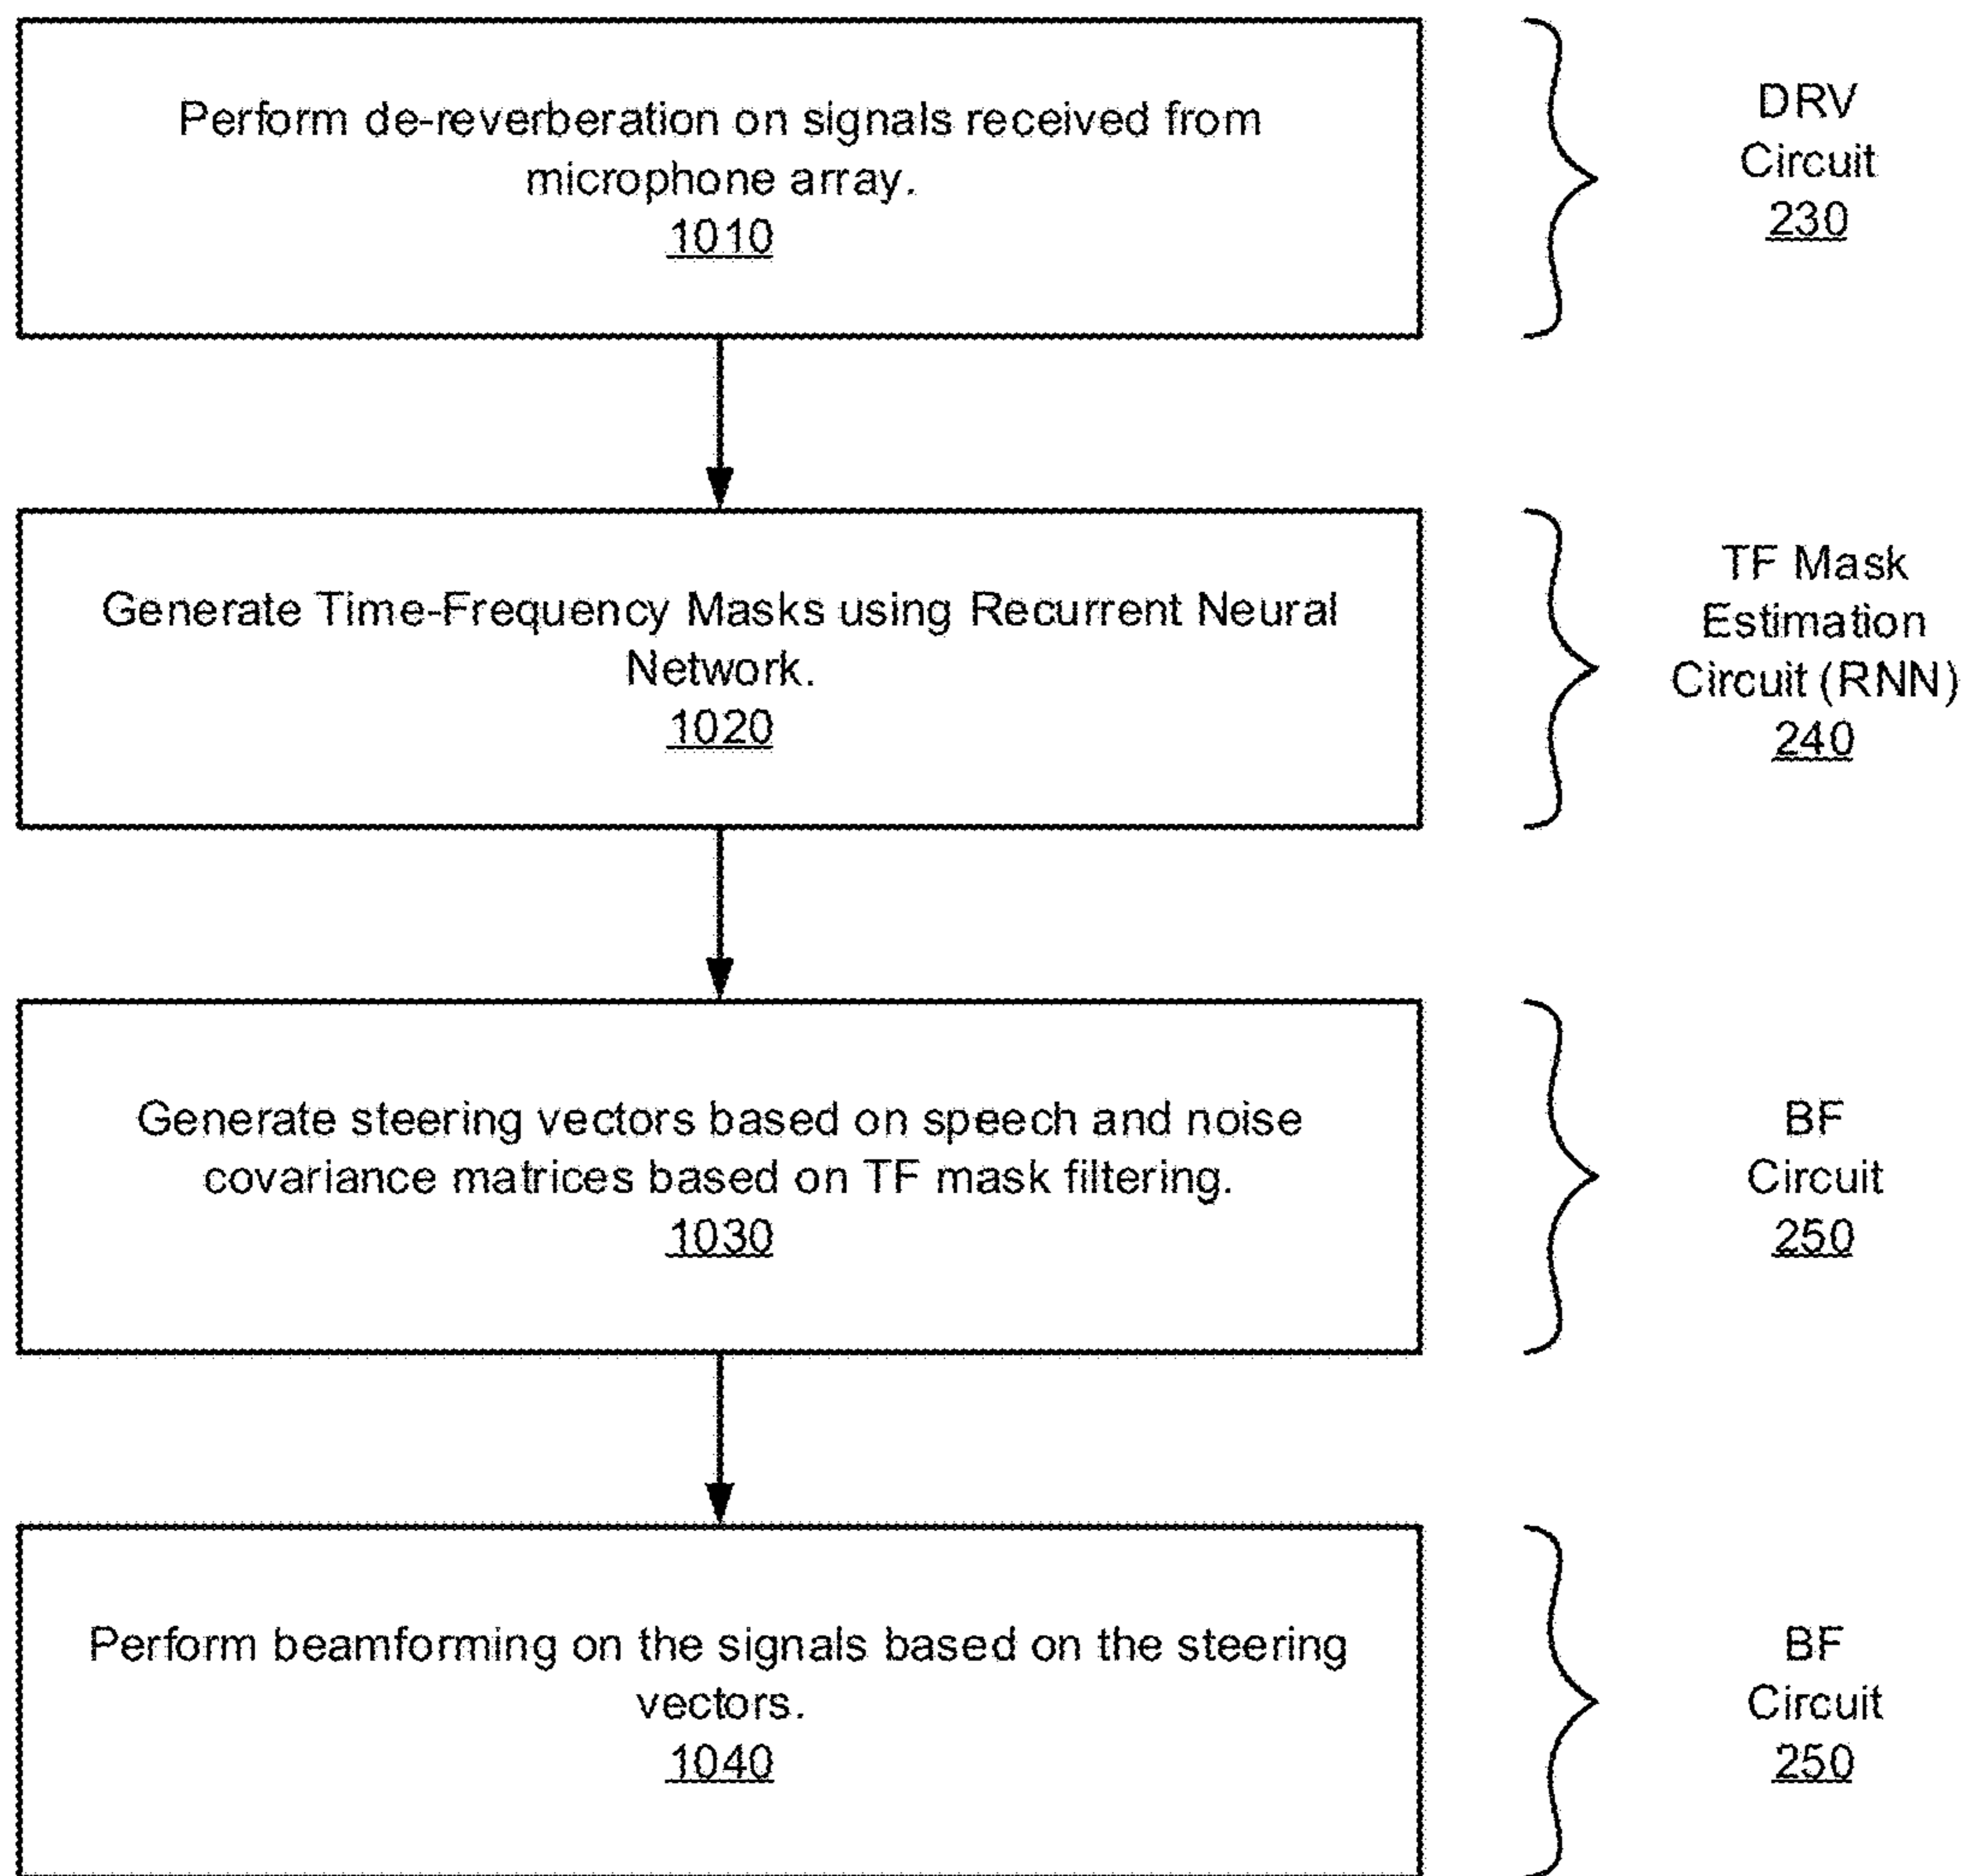 Perform de-reverberation on signals received from
microphone array.
1010
DRV
Circuit
230
Generate Time-Frequency Masks using Recurrent Neural
Network.
1020
TF Mask
Estimation
Circuit (RNN)
240
Generate steering vectors based on speech and noise
covariance matrices based on TF mask filtering.
1030
BF
Circuit
250
Perform beamforming on the signals based on the steering
vectors.
1040
BF
Circuit
250